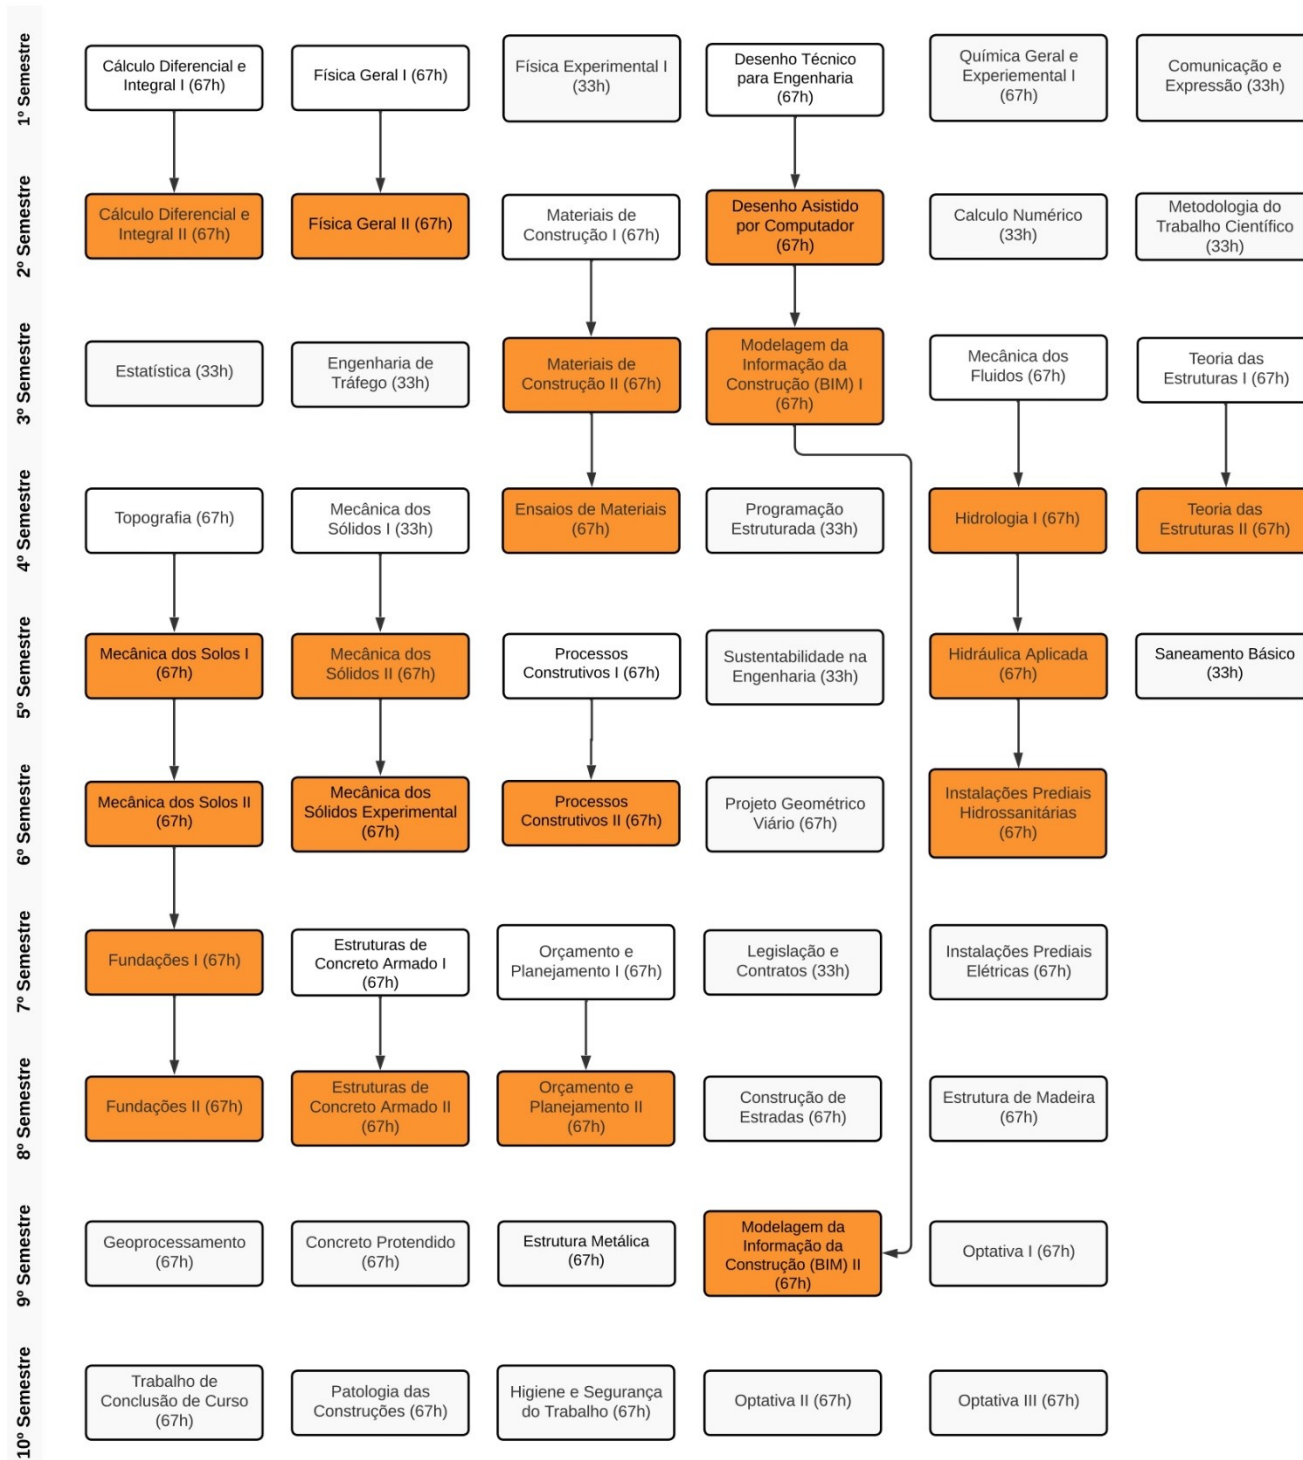 1º Semestre
Cálculo Diferencial e
Integral I (67h)
Física Geral I (67h)
Física Experimental I
(33h)
Desenho Técnico
para Engenharia
(67h)
Química Geral e
Experiemental I
(67h)
Comunicação e
Expressão (33h)
2º Semestre
Cálculo Diferencial e
Integral II (67h)
Física Geral II (67h)
Materiais de
Construção I (67h)
Desenho Asistido
por Computador
(67h)
Calculo Numérico
(33h)
Metodologia do
Trabalho Científico
(33h)
3º Semestre
Estatística (33h)
Engenharia de
Tráfego (33h)
Materiais de
Construção II (67h)
Modelagem da
Informação da
Construção (BIM) I
(67h)
Mecânica dos
Fluidos (67h)
Teoria das
Estruturas I (67h)
4º Semestre
Topografia (67h)
Mecânica dos
Sólidos I (33h)
Ensaios de Materiais
(67h)
Programação
Estruturada (33h)
Hidrologia I (67h)
Teoria das
Estruturas II (67h)
5º Semestre
Mecânica dos Solos I
(67h)
Mecânica dos
Sólidos II (67h)
Processos
Construtivos I (67h)
Sustentabilidade na
Engenharia (33h)
Hidráulica Aplicada
(67h)
Saneamento Básico
(33h)
6º Semestre
Mecânica dos Solos II
(67h)
Mecânica dos
Sólidos Experimental
(67h)
Processos
Construtivos II (67h)
Projeto Geométrico
Viário (67h)
Instalações Prediais
Hidrossanitárias
(67h)
7º Semestre
Fundações I (67h)
Estruturas de
Concreto Armado I
(67h)
Orçamento e
Planejamento I (67h)
Legislação e
Contratos (33h)
Instalações Prediais
Elétricas (67h)
8º Semestre
Fundações II (67h)
Estruturas de
Concreto Armado II
(67h)
Orçamento e
Planejamento II
(67h)
Construção de
Estradas (67h)
Estrutura de Madeira
(67h)
9º Semestre
Geoprocessamento
(67h)
Concreto Protendido
(67h)
Estrutura Metálica
(67h)
Modelagem da
Informação da
Construção (BIM) II
(67h)
Optativa I (67h)
10º Semestre
Trabalho de
Conclusão de Curso
(67h)
Patologia das
Construções (67h)
Higiene e Segurança
do Trabalho (67h)
Optativa II (67h)
Optativa III (67h)